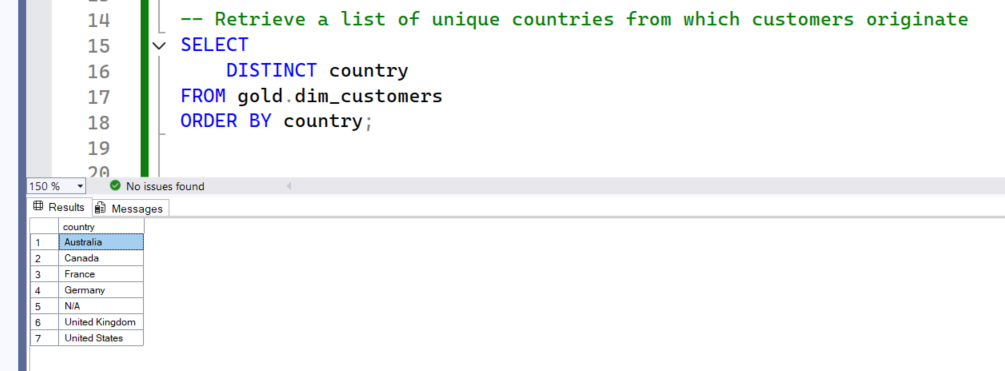 14 -- Retrieve a list of unique countries from which customers originate
15 SELECT
16 DISTINCT country
17 FROM gold.dim_customers
18 ORDER BY country;
19
20
150 % No issues found
Results Messages
country
1 Australia
2 Canada
3 France
4 Germany
5 N/A
6 United Kingdom
7 United States